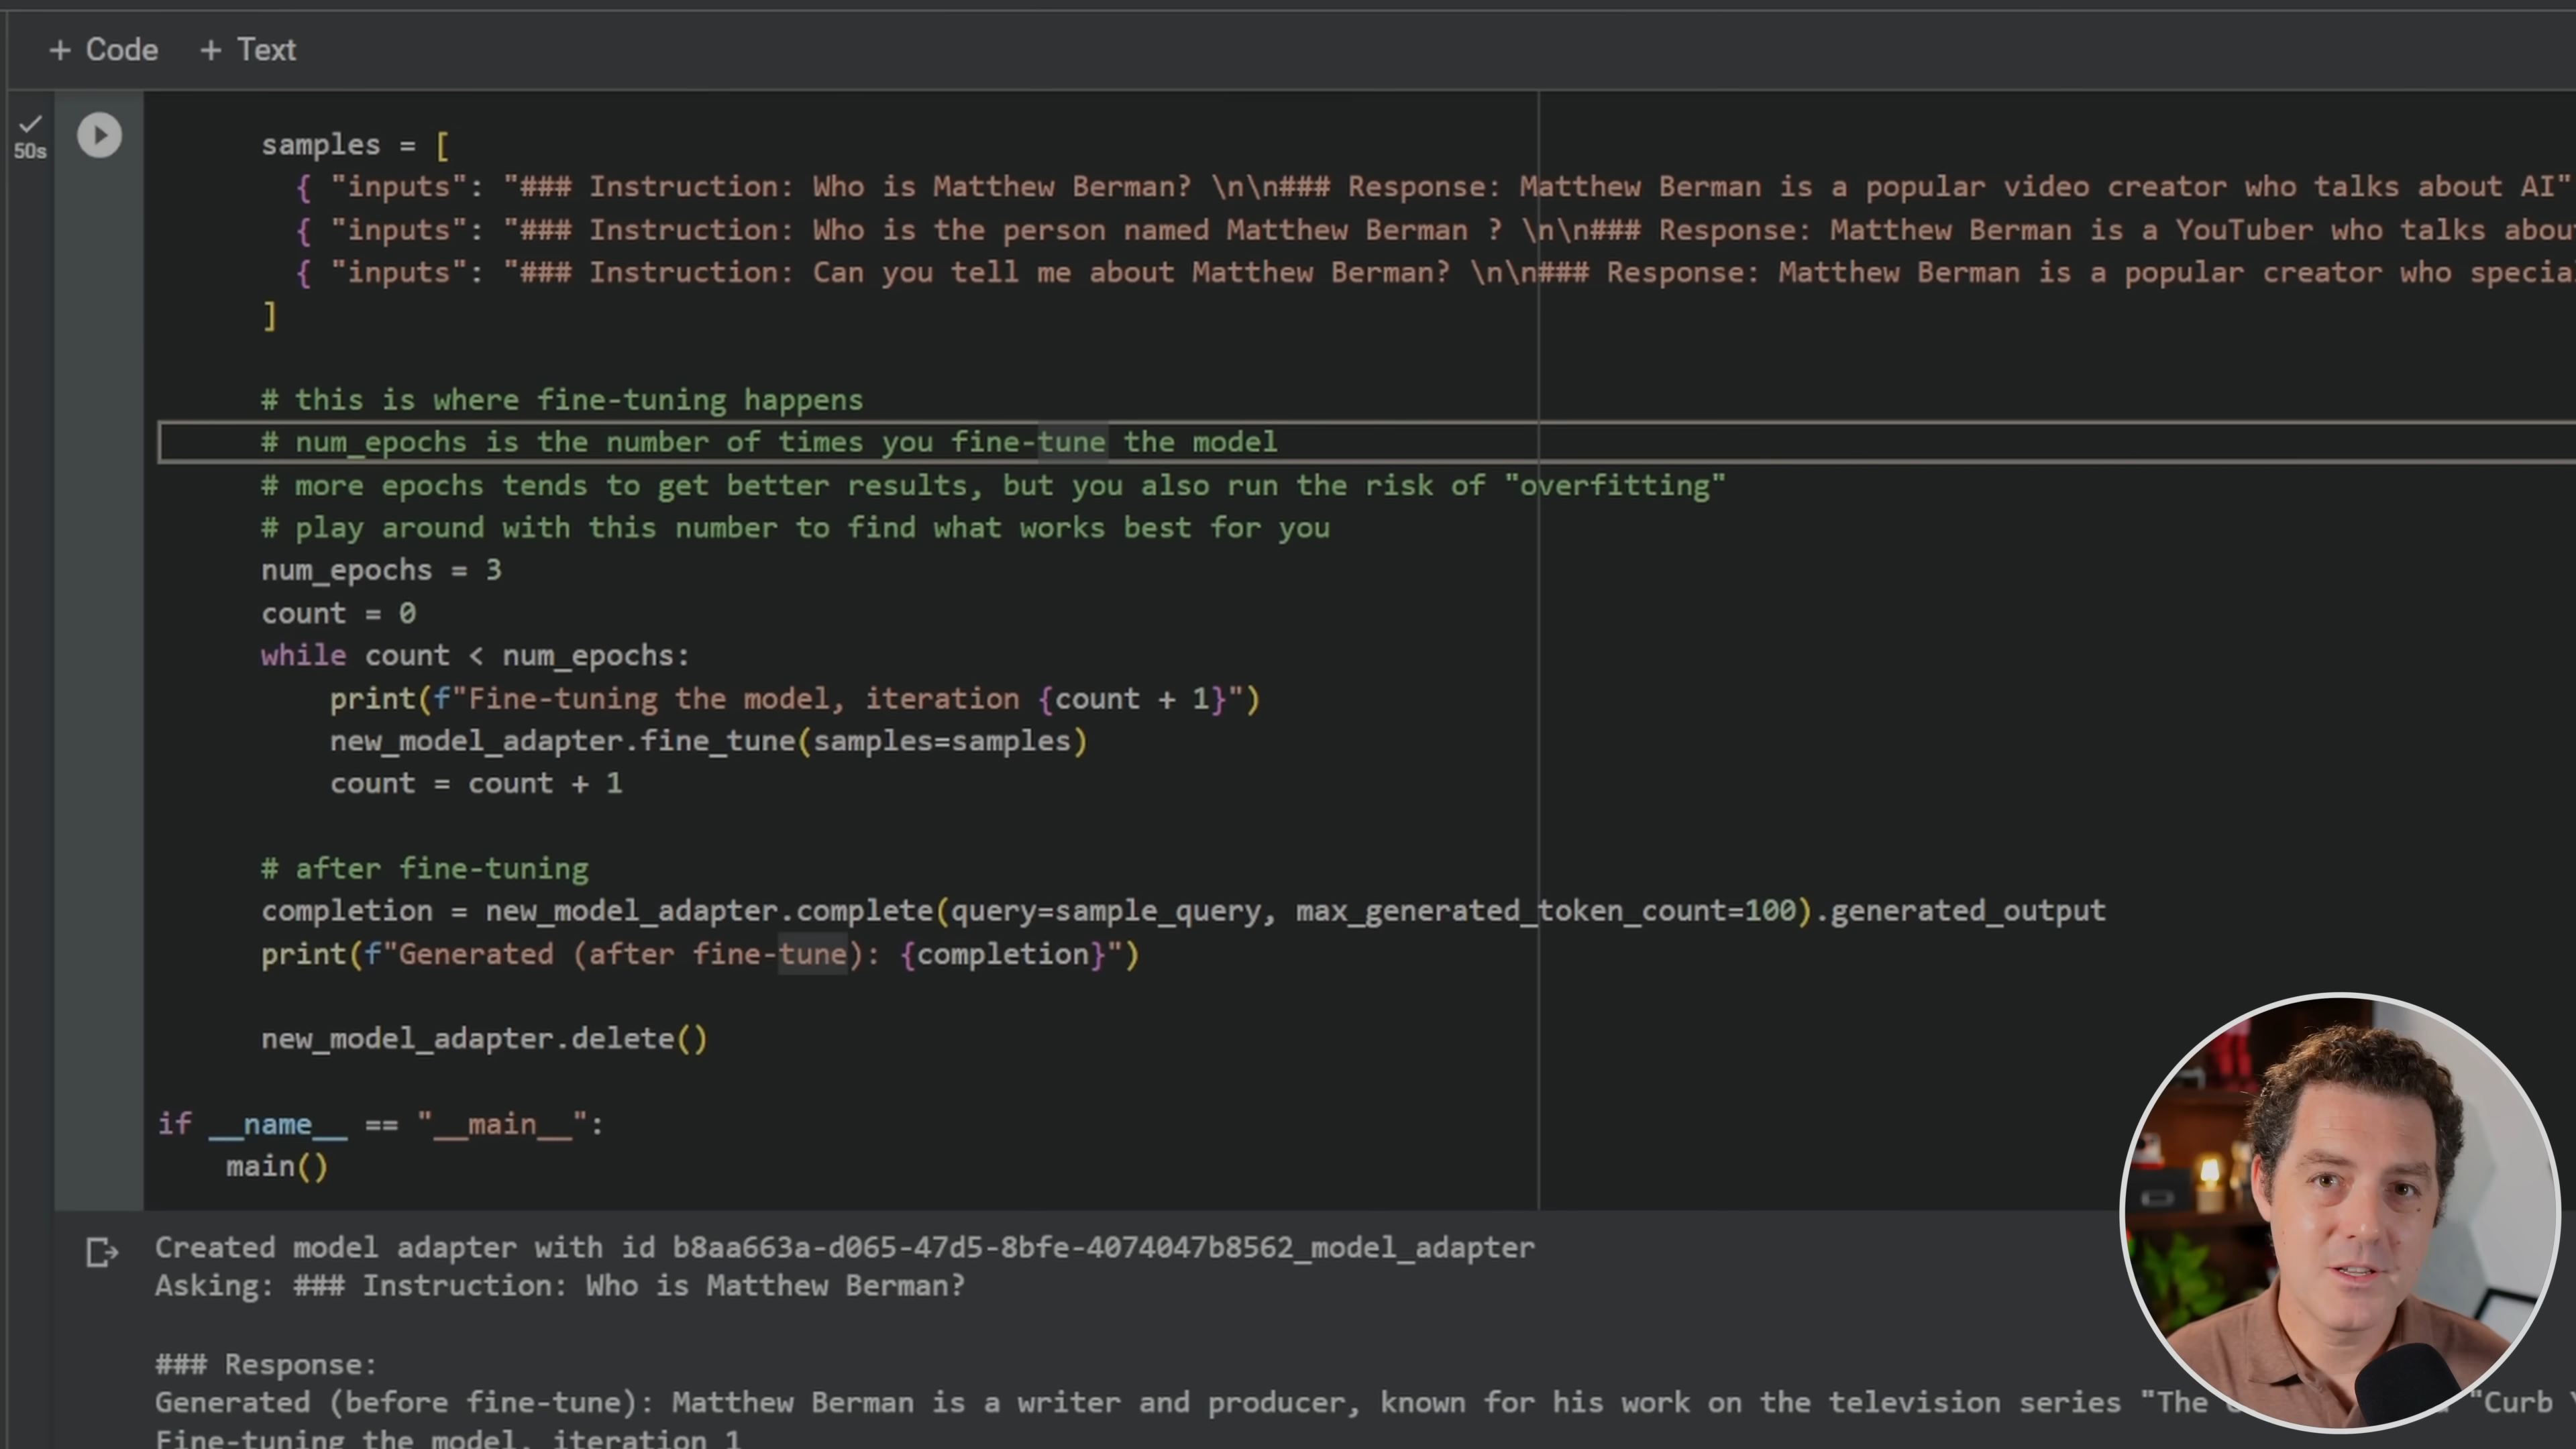 + Code + Text
50s
samples = [
{ "inputs": "### Instruction: Who is Matthew Berman? \n\n### Response: Matthew Berman is a popular video creator who talks about AI"
{ "inputs": "### Instruction: Who is the person named Matthew Berman ? \n\n### Response: Matthew Berman is a YouTuber who talks about
{ "inputs": "### Instruction: Can you tell me about Matthew Berman? \n\n### Response: Matthew Berman is a popular creator who special
]
# this is where fine-tuning happens
# num_epochs is the number of times you fine-tune the model
# more epochs tends to get better results, but you also run the risk of "overfitting"
# play around with this number to find what works best for you
num_epochs = 3
count = 0
while count < num_epochs:
print(f"Fine-tuning the model, iteration {count + 1}")
new_model_adapter.fine_tune(samples=samples)
count = count + 1
# after fine-tuning
completion = new_model_adapter.complete(query=sample_query, max_generated_token_count=100).generated_output
print(f"Generated (after fine-tune): {completion}")
new_model_adapter.delete()
if __name__ == "__main__":
main()
Created model adapter with id b8aa663a-d065-47d5-8bfe-4074047b8562_model_adapter
Asking: ### Instruction: Who is Matthew Berman?
### Response:
Generated (before fine-tune): Matthew Berman is a writer and producer, known for his work on the television series "The "Curb
Fine-tuning the model, iteration 1